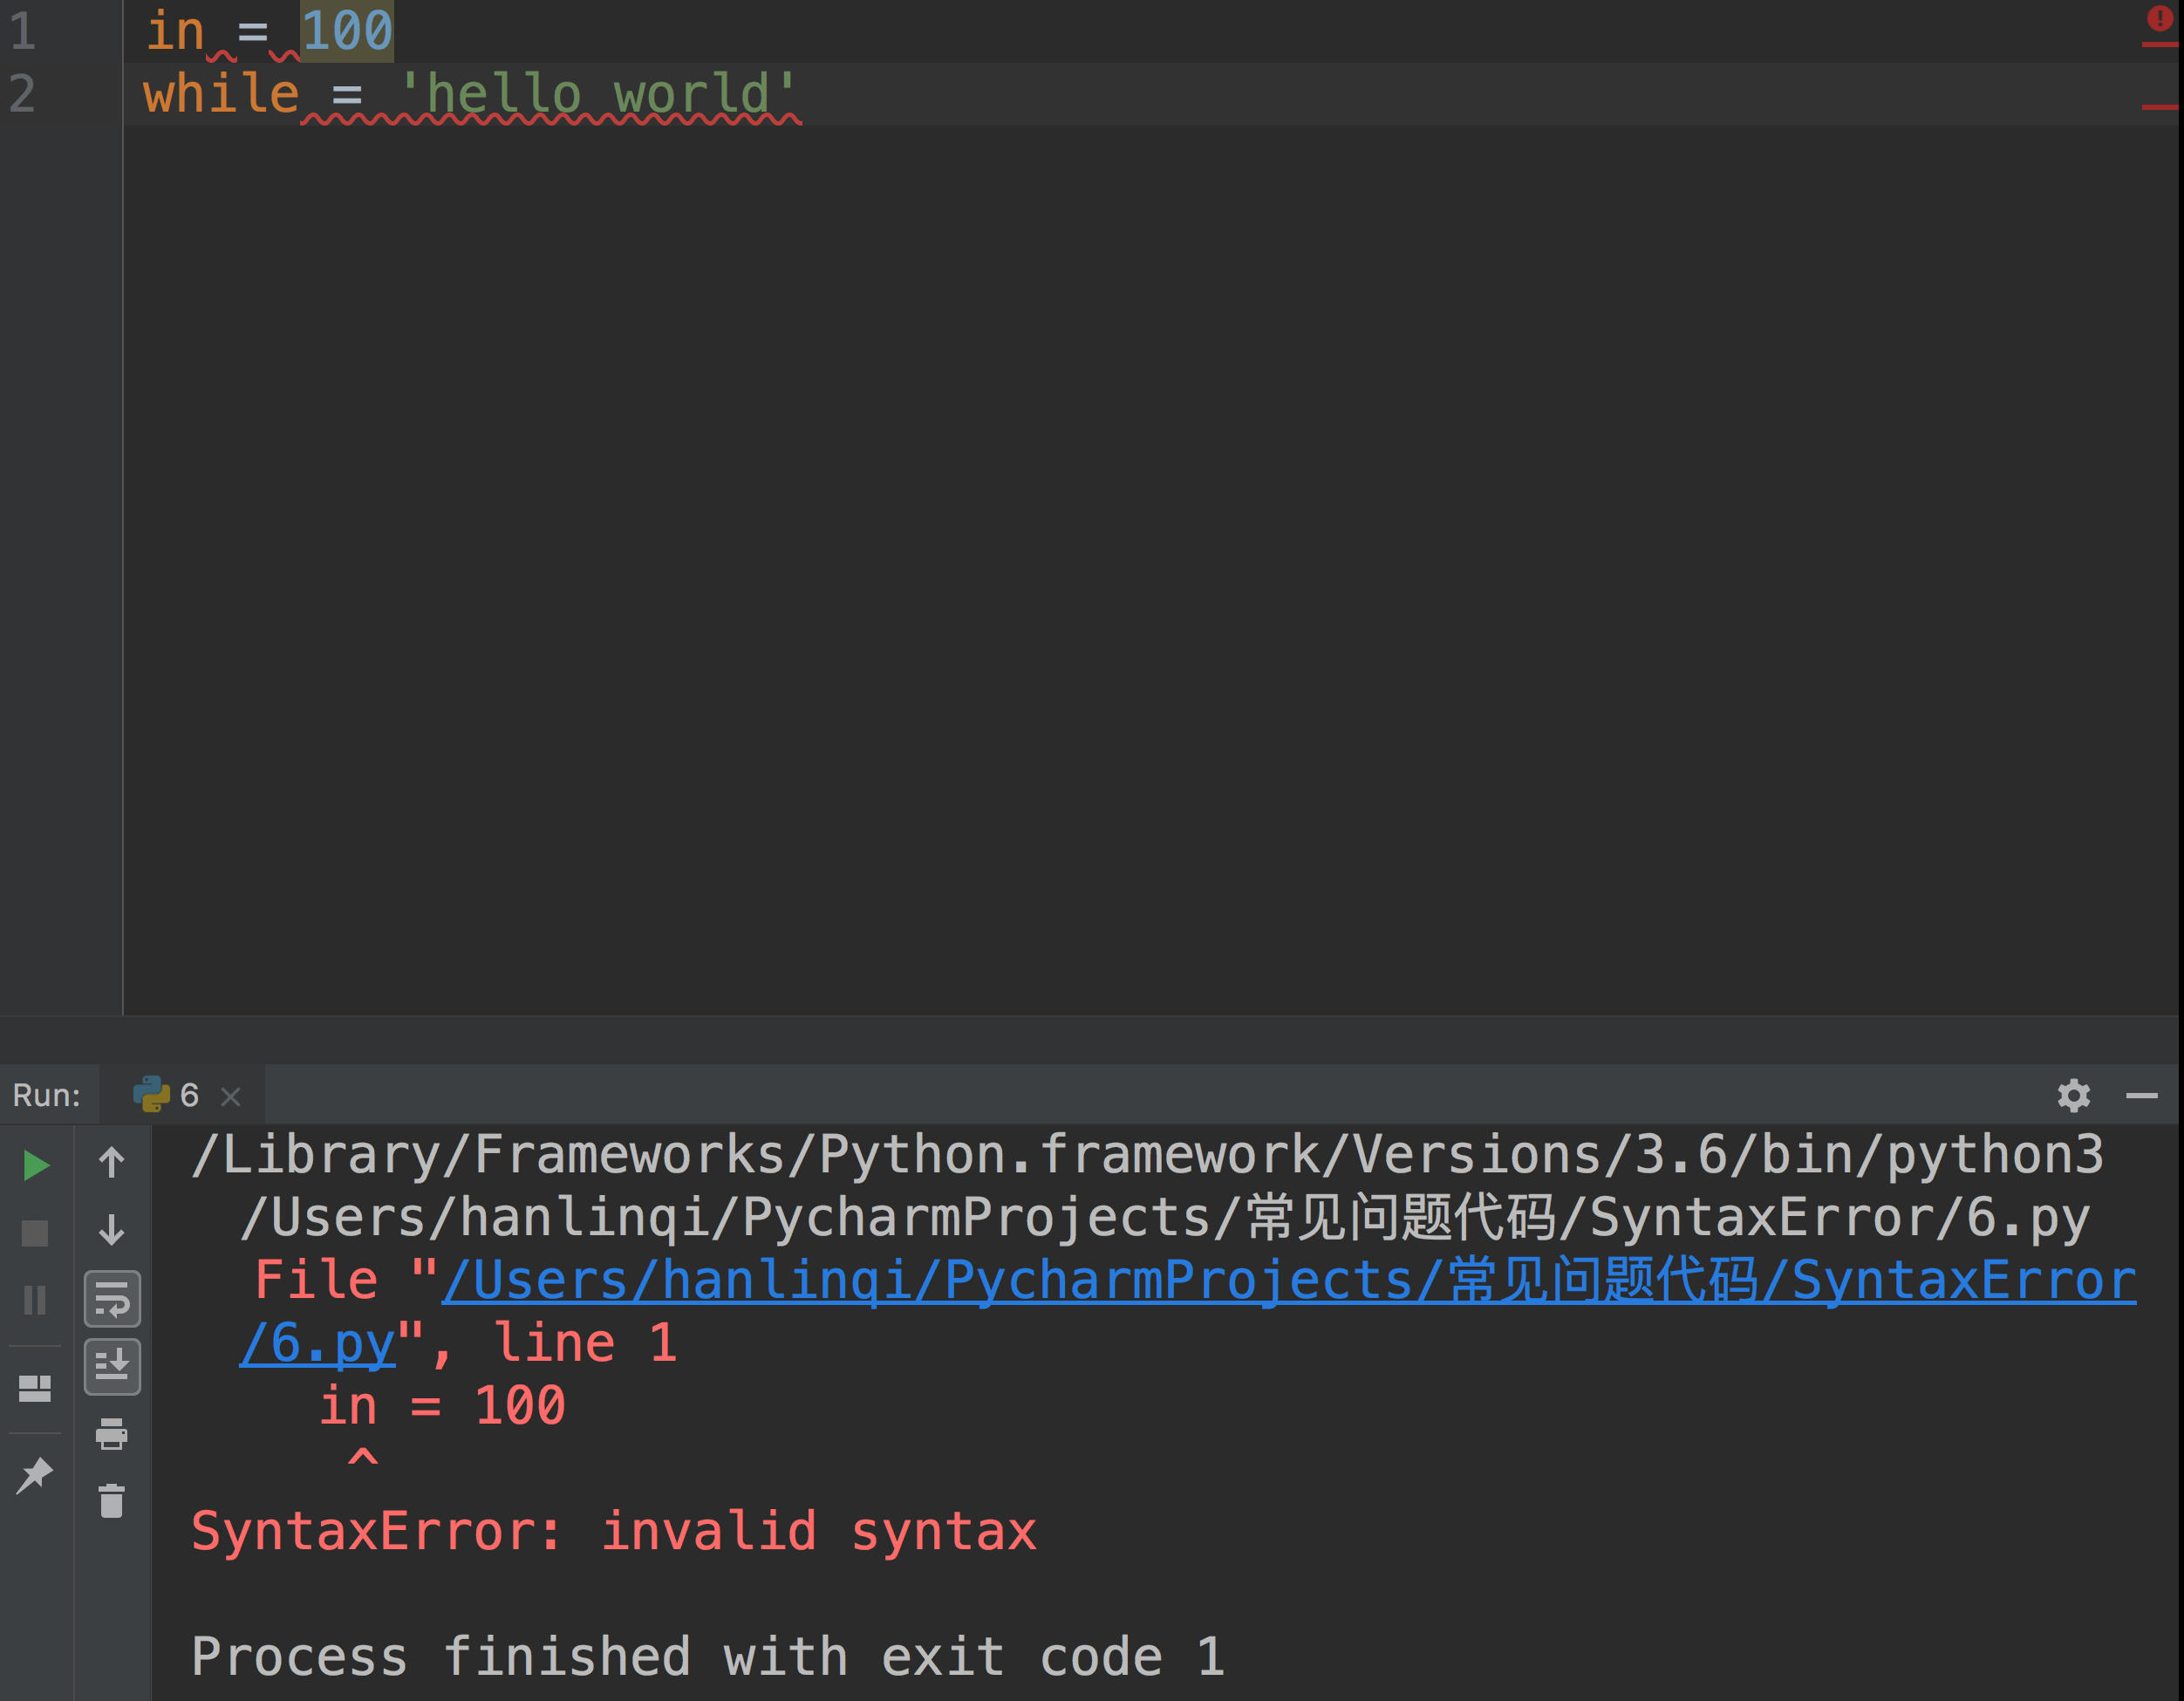 1 in = 100
2 while = 'hello world'
Run: 6
/Library/Frameworks/Python.framework/Versions/3.6/bin/python3
/Users/hanlinqi/PycharmProjects/常见问题代码/SyntaxError/6.py
File "/Users/hanlinqi/PycharmProjects/常见问题代码/SyntaxError
/6.py", line 1
in = 100
^
SyntaxError: invalid syntax
Process finished with exit code 1